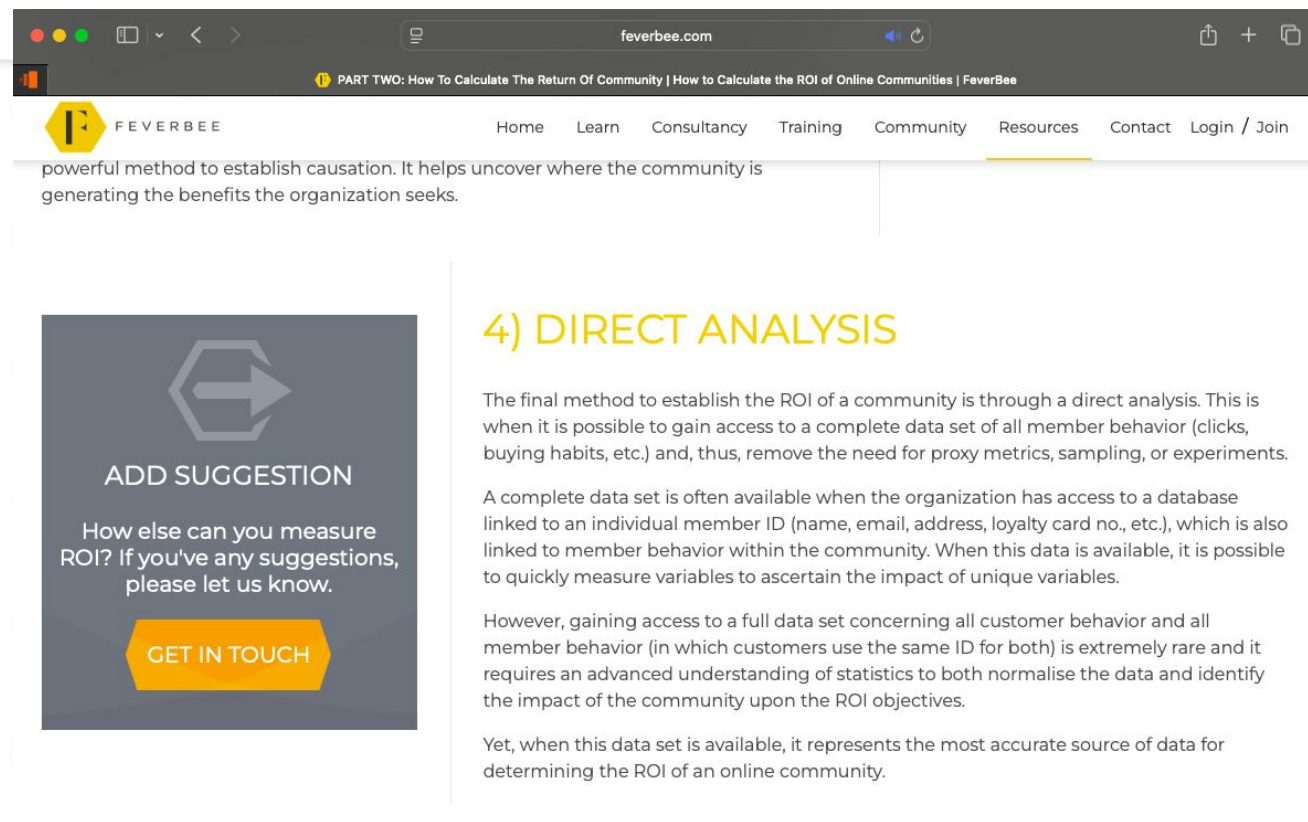 feverbee.com
PART TWO: How To Calculate The Return Of Community | How to Calculate the ROI of Online Communities | FeverBee
F FEVERBEE
Home Learn Consultancy Training Community Resources Contact Login / Join
powerful method to establish causation. It helps uncover where the community is
generating the benefits the organization seeks.
ADD SUGGESTION
How else can you measure
ROI? If you've any suggestions,
please let us know.
GET IN TOUCH
4) DIRECT ANALYSIS
The final method to establish the ROI of a community is through a direct analysis. This is
when it is possible to gain access to a complete data set of all member behavior (clicks,
buying habits, etc.) and, thus, remove the need for proxy metrics, sampling, or experiments.
A complete data set is often available when the organization has access to a database
linked to an individual member ID (name, email, address, loyalty card no., etc.), which is also
linked to member behavior within the community. When this data is available, it is possible
to quickly measure variables to ascertain the impact of unique variables.
However, gaining access to a full data set concerning all customer behavior and all
member behavior (in which customers use the same ID for both) is extremely rare and it
requires an advanced understanding of statistics to both normalise the data and identify
the impact of the community upon the ROI objectives.
Yet, when this data set is available, it represents the most accurate source of data for
determining the ROI of an online community.